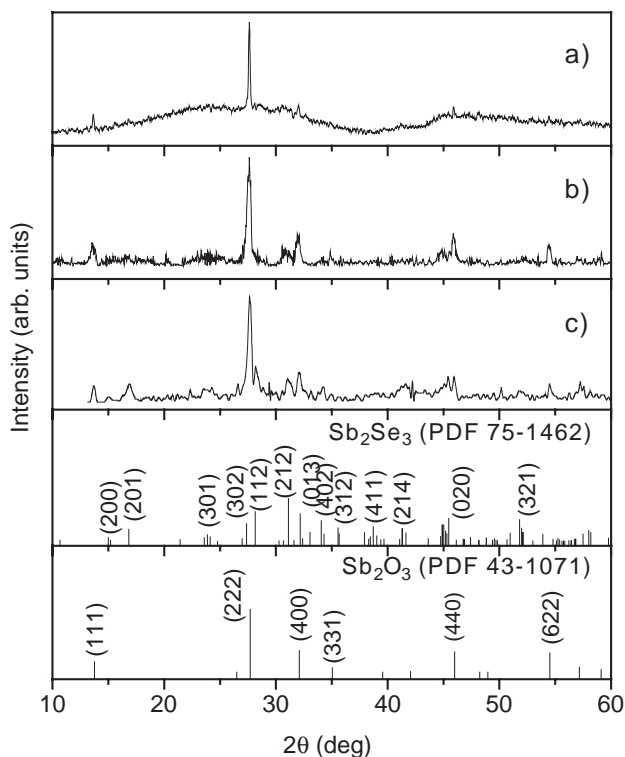 a)
b)
c)
Intensity (arb. units)
Sb₂Se₃ (PDF 75-1462)
(200)
(201)
(301)
(302)
(112)
(212)
(013)
(402)
(312)
(411)
(214)
(020)
(321)
Sb₂O₃ (PDF 43-1071)
(111)
(222)
(400)
(331)
(440)
(622)
10 20 30 40 50 60
2θ (deg)